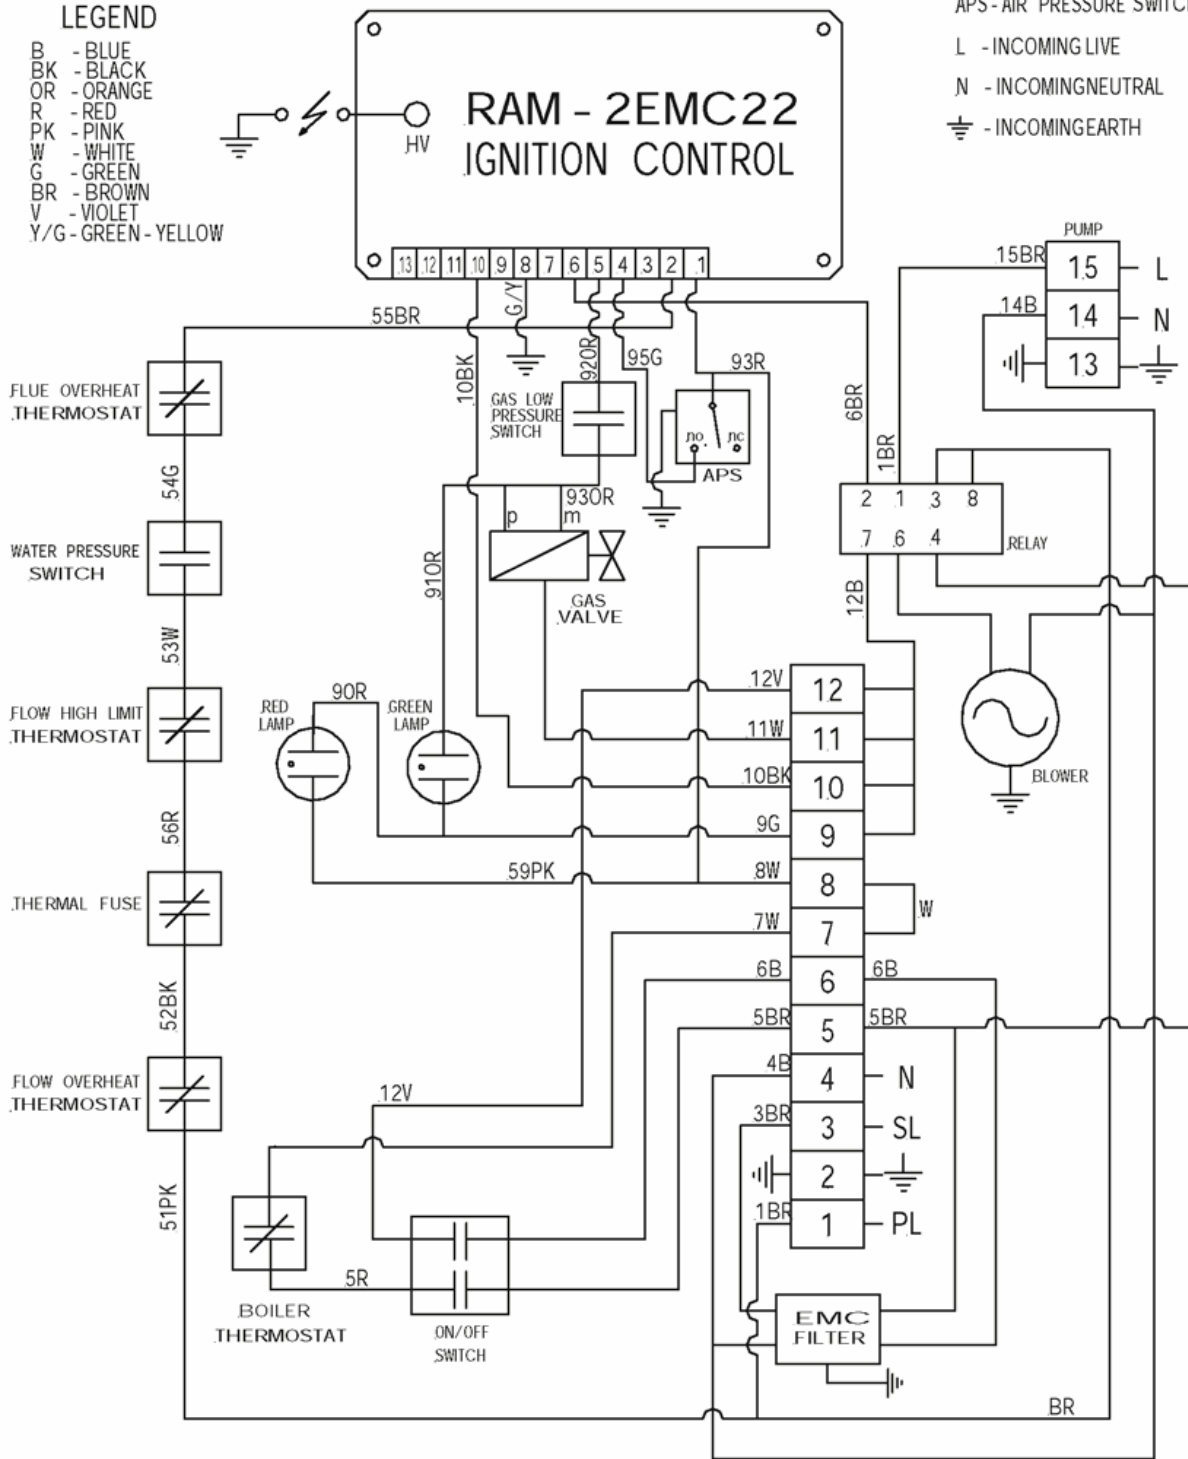 LEGEND
B - BLUE
BK - BLACK
OR - ORANGE
R - RED
PK - PINK
W - WHITE
G - GREEN
BR - BROWN
V - VIOLET
Y/G - GREEN - YELLOW
APS - AIR PRESSURE SWITCH
L - INCOMING LIVE
N - INCOMINGNEUTRAL
- INCOMINGEARTH
HV
RAM - 2EMC22
IGNITION CONTROL
13 12 11 10 9 8 7 6 5 4 3 2 1
PUMP
15BR 15 L
14B 14 N
13
55BR
10BK
G/Y
920R
95G
93R
6BR
1BR
FLUE OVERHEAT
THERMOSTAT
GAS LOW
PRESSURE
SWITCH
no nc
APS
54G
2 1 3 8
7 6 4
RELAY
930R
p m
WATER PRESSURE
SWITCH
910R
12B
GAS
VALVE
53W
12V 12
90R
RED
LAMP
GREEN
LAMP
FLOW HIGH LIMIT
THERMOSTAT
11W 11
10BK 10
BLOWER
56R
9G 9
59PK
8W 8
W
THERMAL FUSE
7W 7
6B 6 6B
52BK
5BR 5 5BR
4B 4 N
FLOW OVERHEAT
THERMOSTAT
12V
3BR 3 SL
2
51PK
1BR 1 PL
5R
BOILER
THERMOSTAT
ON/OFF
SWITCH
EMC
FILTER
BR